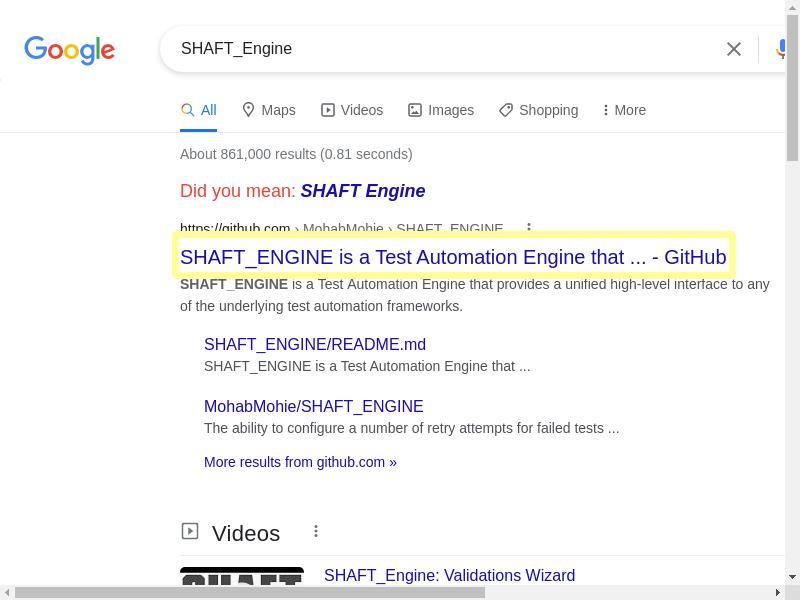 Google
SHAFT_Engine
All
Maps
Videos
Images
Shopping
More
About 861,000 results (0.81 seconds)
Did you mean: SHAFT Engine
https://github.com › MohabMohie › SHAFT_ENGINE
SHAFT_ENGINE is a Test Automation Engine that ... - GitHub
SHAFT_ENGINE is a Test Automation Engine that provides a unified high-level interface to any
of the underlying test automation frameworks.
SHAFT_ENGINE/README.md
SHAFT_ENGINE is a Test Automation Engine that ...
MohabMohie/SHAFT_ENGINE
The ability to configure a number of retry attempts for failed tests ...
More results from github.com »
Videos
SHAFT
SHAFT_Engine: Validations Wizard